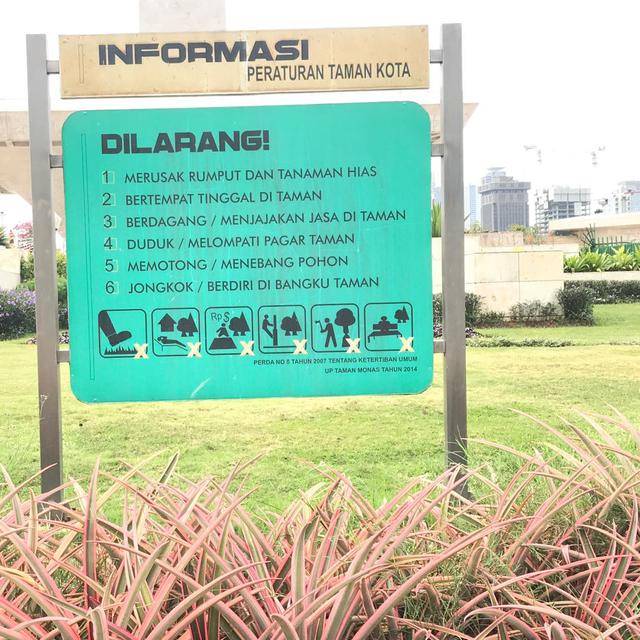 INFORMASI
PERATURAN TAMAN KOTA
DILARANG!
1 MERUSAK RUMPUT DAN TANAMAN HIAS
2 BERTEMPAT TINGGAL DI TAMAN
3 BERDAGANG / MENJAJAKAN JASA DI TAMAN
4 DUDUK / MELOMPATI PAGAR TAMAN
5 MEMOTONG / MENEBANG POHON
6 JONGKOK / BERDIRI DI BANGKU TAMAN
Rp $
PERDA NO 8 TAHUN 2007 TENTANG KETERTIBAN UMUM
UP TAMAN MONAS TAHUN 2014